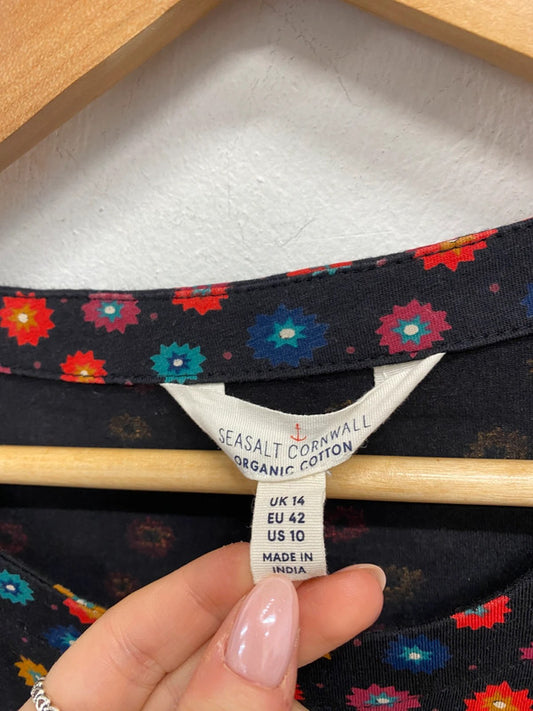 SEASALT CORNWALL
ORGANIC COTTON
UK 14
EU 42
US 10
MADE IN
INDIA